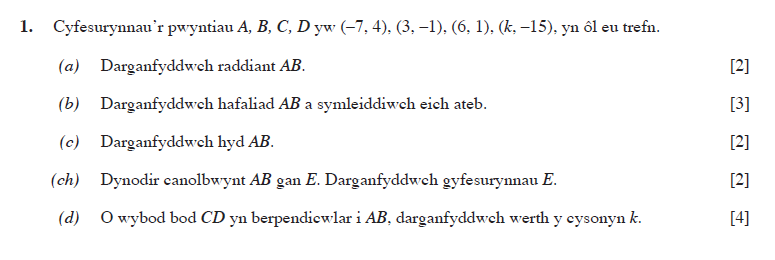 1. Cyfesurynnau'r pwyntiau A, B, C, D yw (−7, 4), (3, −1), (6, 1), (k, −15), yn ôl eu trefn.
(a) Darganfyddwch raddiant AB. [2]
(b) Darganfyddwch hafaliad AB a symleiddiwch eich ateb. [3]
(c) Darganfyddwch hyd AB. [2]
(ch) Dynodir canolbwynt AB gan E. Darganfyddwch gyfesurynnau E. [2]
(d) O wybod bod CD yn berpendicwlar i AB, darganfyddwch werth y cysonyn k. [4]